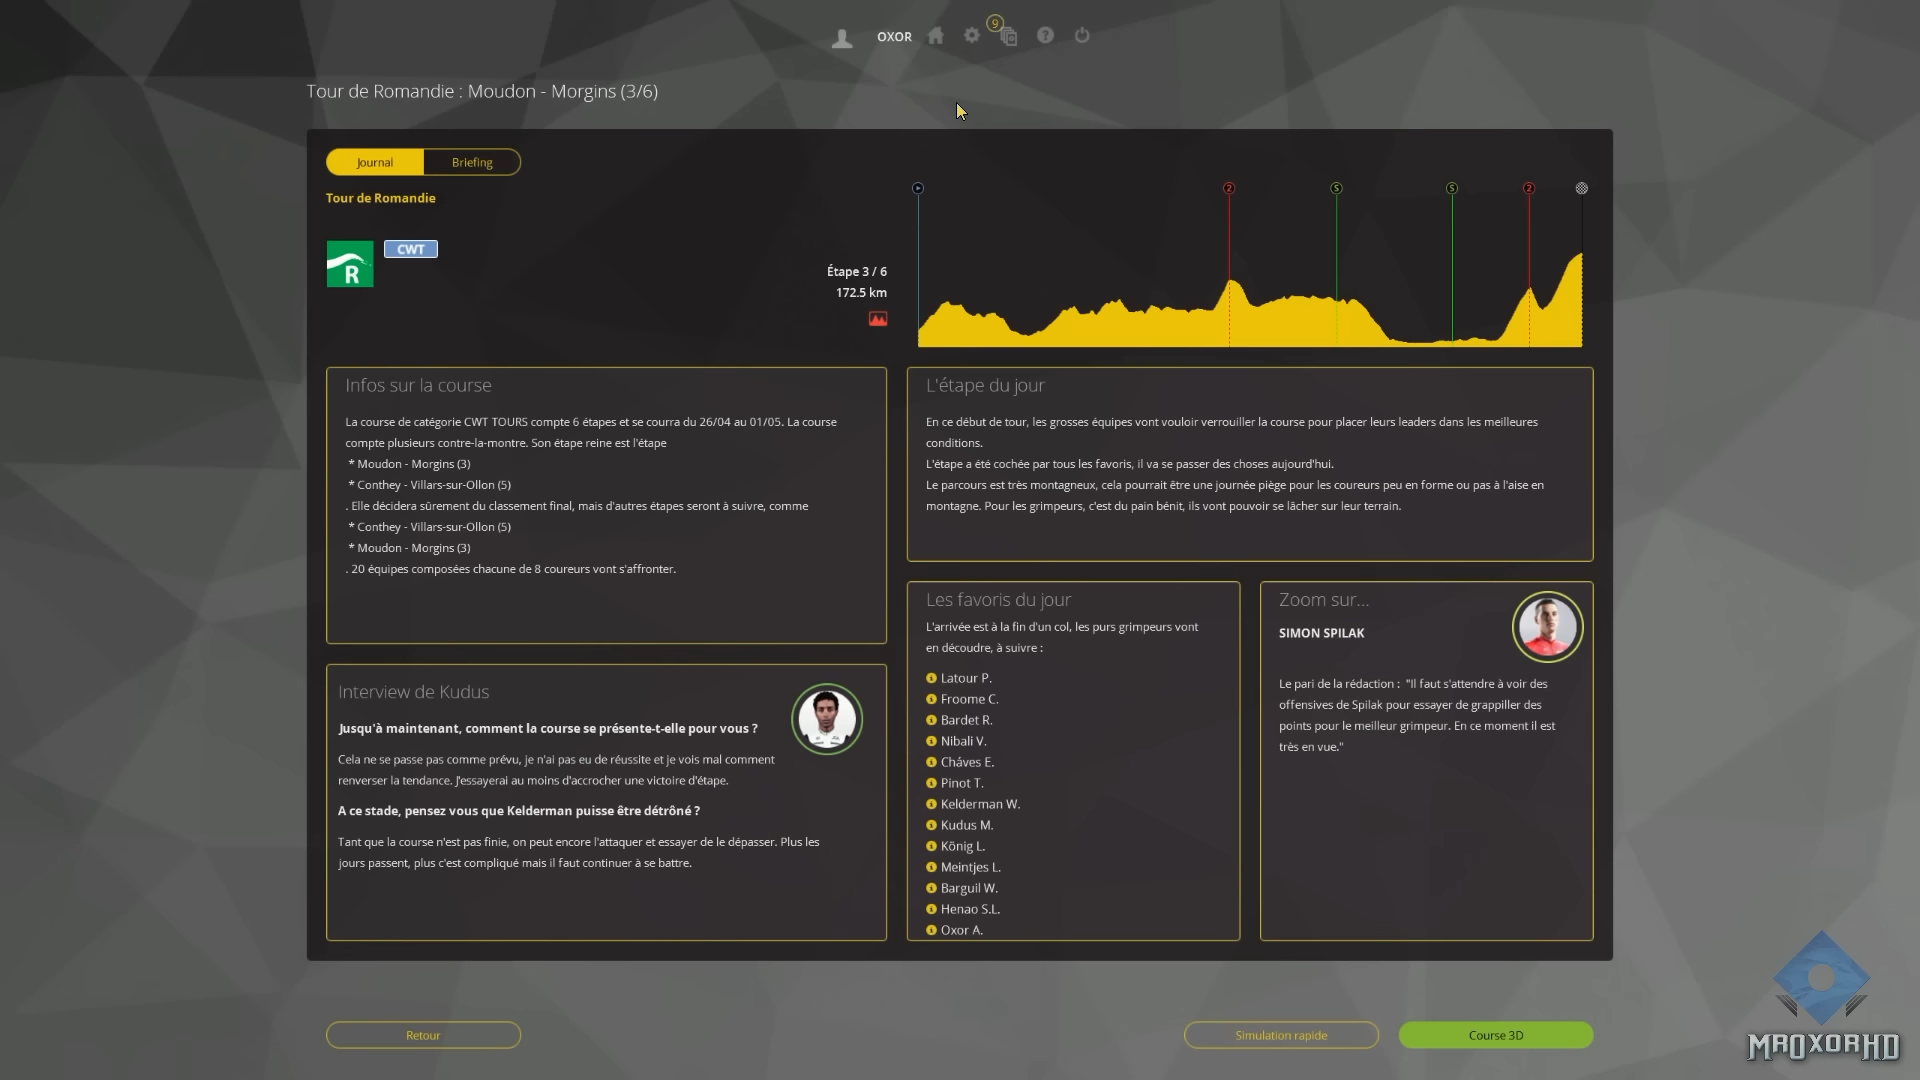 OXOR
9
Tour de Romandie : Moudon - Morgins (3/6)
Journal
Briefing
Tour de Romandie
R
CWT
Étape 3 / 6
172.5 km
2
S
S
2
Infos sur la course
La course de catégorie CWT TOURS compte 6 étapes et se courra du 26/04 au 01/05. La course
compte plusieurs contre-la-montre. Son étape reine est l'étape
* Moudon - Morgins (3)
* Conthey - Villars-sur-Ollon (5)
. Elle décidera sûrement du classement final, mais d'autres étapes seront à suivre, comme
* Conthey - Villars-sur-Ollon (5)
* Moudon - Morgins (3)
. 20 équipes composées chacune de 8 coureurs vont s'affronter.
L'étape du jour
En ce début de tour, les grosses équipes vont vouloir verrouiller la course pour placer leurs leaders dans les meilleures
conditions.
L'étape a été cochée par tous les favoris, il va se passer des choses aujourd'hui.
Le parcours est très montagneux, cela pourrait être une journée piège pour les coureurs peu en forme ou pas à l'aise en
montagne. Pour les grimpeurs, c'est du pain bénit, ils vont pouvoir se lâcher sur leur terrain.
Interview de Kudus
Jusqu'à maintenant, comment la course se présente-t-elle pour vous ?
Cela ne se passe pas comme prévu, je n'ai pas eu de réussite et je vois mal comment
renverser la tendance. J'essayerai au moins d'accrocher une victoire d'étape.
A ce stade, pensez vous que Kelderman puisse être détrôné ?
Tant que la course n'est pas finie, on peut encore l'attaquer et essayer de le dépasser. Plus les
jours passent, plus c'est compliqué mais il faut continuer à se battre.
Les favoris du jour
L'arrivée est à la fin d'un col, les purs grimpeurs vont
en découdre, à suivre :
Latour P.
Froome C.
Bardet R.
Nibali V.
Cháves E.
Pinot T.
Kelderman W.
Kudus M.
König L.
Meintjes L.
Barguil W.
Henao S.L.
Oxor A.
Zoom sur...
SIMON SPILAK
Le pari de la rédaction : "Il faut s'attendre à voir des
offensives de Spilak pour essayer de grappiller des
points pour le meilleur grimpeur. En ce moment il est
très en vue."
Retour
Simulation rapide
Course 3D
MrOxorHD